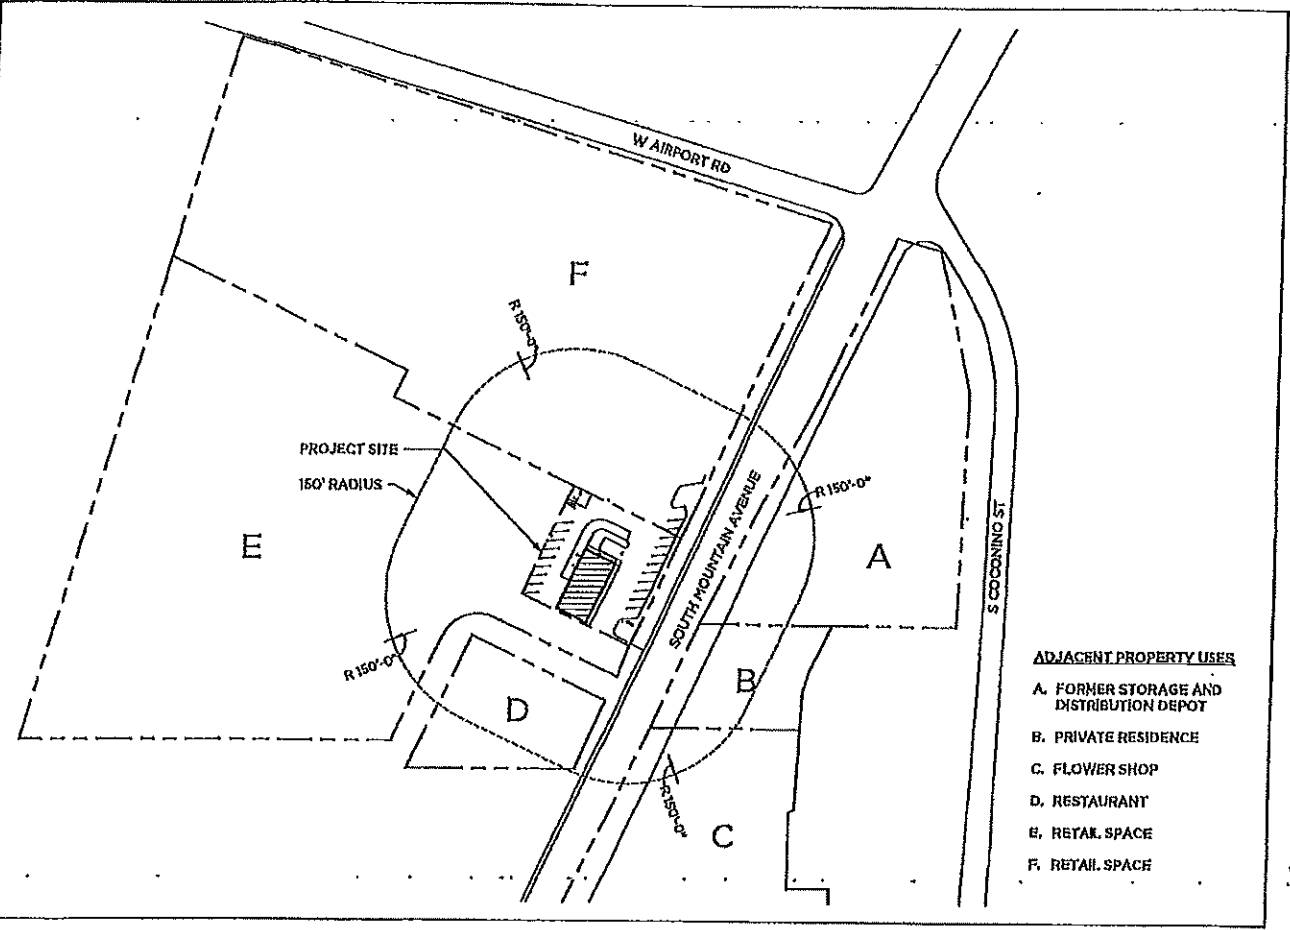 W AIRPORT RD
F
R 150'-0"
PROJECT SITE
150' RADIUS
R 150'-0"
SOUTH MOUNTAIN AVENUE
E
A
S COCONINO ST
R 150'-0"
B
D
R 150'-0"
C
ADJACENT PROPERTY USES
A. FORMER STORAGE AND
DISTRIBUTION DEPOT
B. PRIVATE RESIDENCE
C. FLOWER SHOP
D. RESTAURANT
E. RETAIL SPACE
F. RETAIL SPACE